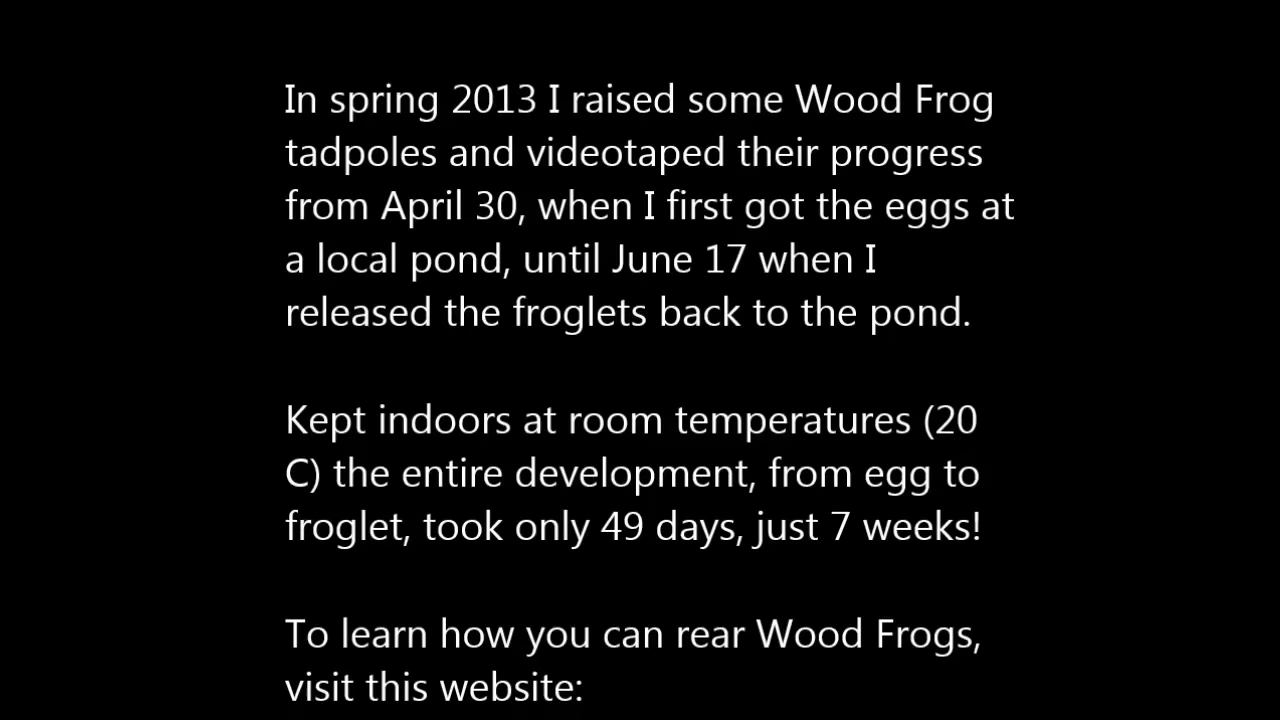 In spring 2013 I raised some Wood Frog
tadpoles and videotaped their progress
from April 30, when I first got the eggs at
a local pond, until June 17 when I
released the froglets back to the pond.
Kept indoors at room temperatures (20
C) the entire development, from egg to
froglet, took only 49 days, just 7 weeks!
To learn how you can rear Wood Frogs,
visit this website: